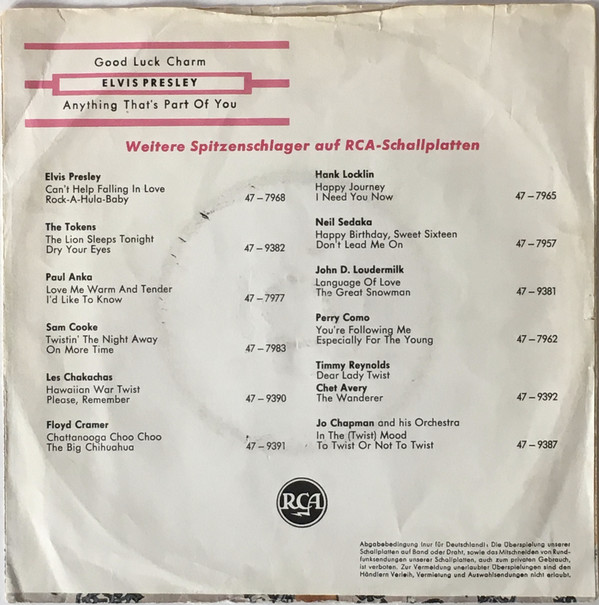 Good Luck Charm
ELVIS PRESLEY
Anything That's Part Of You
Weitere Spitzenschlager auf RCA-Schallplatten
Elvis Presley
Can't Help Falling In Love
Rock-A-Hula-Baby 47 – 7968
The Tokens
The Lion Sleeps Tonight
Dry Your Eyes 47 – 9382
Paul Anka
Love Me Warm And Tender
I'd Like To Know 47 – 7977
Sam Cooke
Twistin' The Night Away
On More Time 47 – 7983
Les Chakachas
Hawaiian War Twist
Please, Remember 47 – 9390
Floyd Cramer
Chattanooga Choo Choo
The Big Chihuahua 47 – 9391
Hank Locklin
Happy Journey
I Need You Now 47 – 7965
Neil Sedaka
Happy Birthday, Sweet Sixteen
Don't Lead Me On 47 – 7957
John D. Loudermilk
Language Of Love
The Great Snowman 47 – 9381
Perry Como
You're Following Me
Especially For The Young 47 – 7962
Timmy Reynolds
Dear Lady Twist
Chet Avery
The Wanderer 47 – 9392
Jo Chapman and his Orchestra
In The (Twist) Mood
To Twist Or Not To Twist 47 – 9387
RCA
Abgabebedingung (nur für Deutschland): Die Überspielung unserer
Schallplatten auf Band oder Draht, sowie das Mitschneiden von Rund-
funksendungen unserer Schallplatten, auch zum privaten Gebrauch,
ist verboten. Zur Vermeidung unerlaubter Überspielungen sind den
Händlern Verleih, Vermietung und Auswahlsendungen nicht erlaubt.